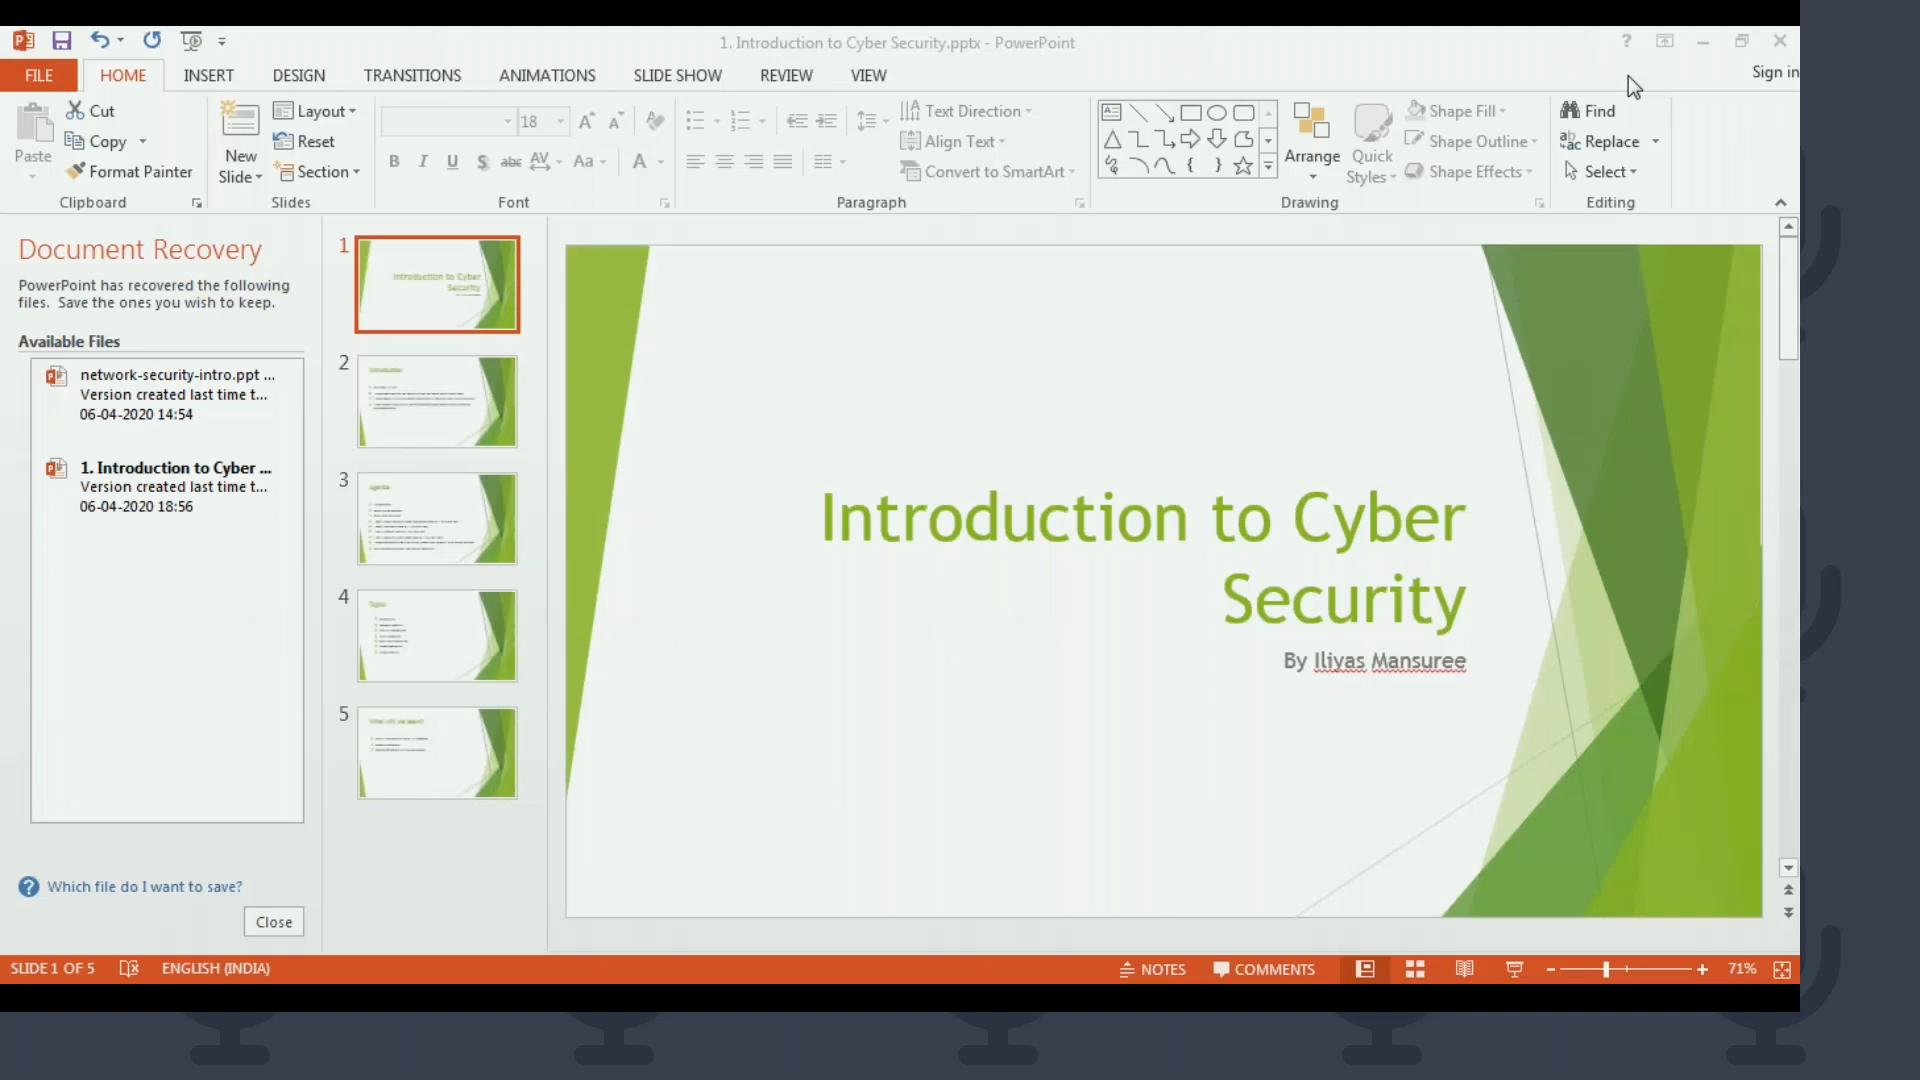 1. Introduction to Cyber Security.pptx - PowerPoint
FILE HOME INSERT DESIGN TRANSITIONS ANIMATIONS SLIDE SHOW REVIEW VIEW Sign in
Paste
Cut
Copy
Format Painter
Clipboard
New
Slide
Layout
Reset
Section
Slides
18
Font
Text Direction
Align Text
Convert to SmartArt
Paragraph
Arrange
Quick
Styles
Shape Fill
Shape Outline
Shape Effects
Drawing
Find
Replace
Select
Editing
Document Recovery
PowerPoint has recovered the following
files. Save the ones you wish to keep.
Available Files
network-security-intro.ppt ...
Version created last time t...
06-04-2020 14:54
1. Introduction to Cyber ...
Version created last time t...
06-04-2020 18:56
Which file do I want to save?
Close
1
Introduction to Cyber
Security
2
3
4
5
Introduction to Cyber
Security
By Iliyas Mansuree
SLIDE 1 OF 5 ENGLISH (INDIA) NOTES COMMENTS 71%